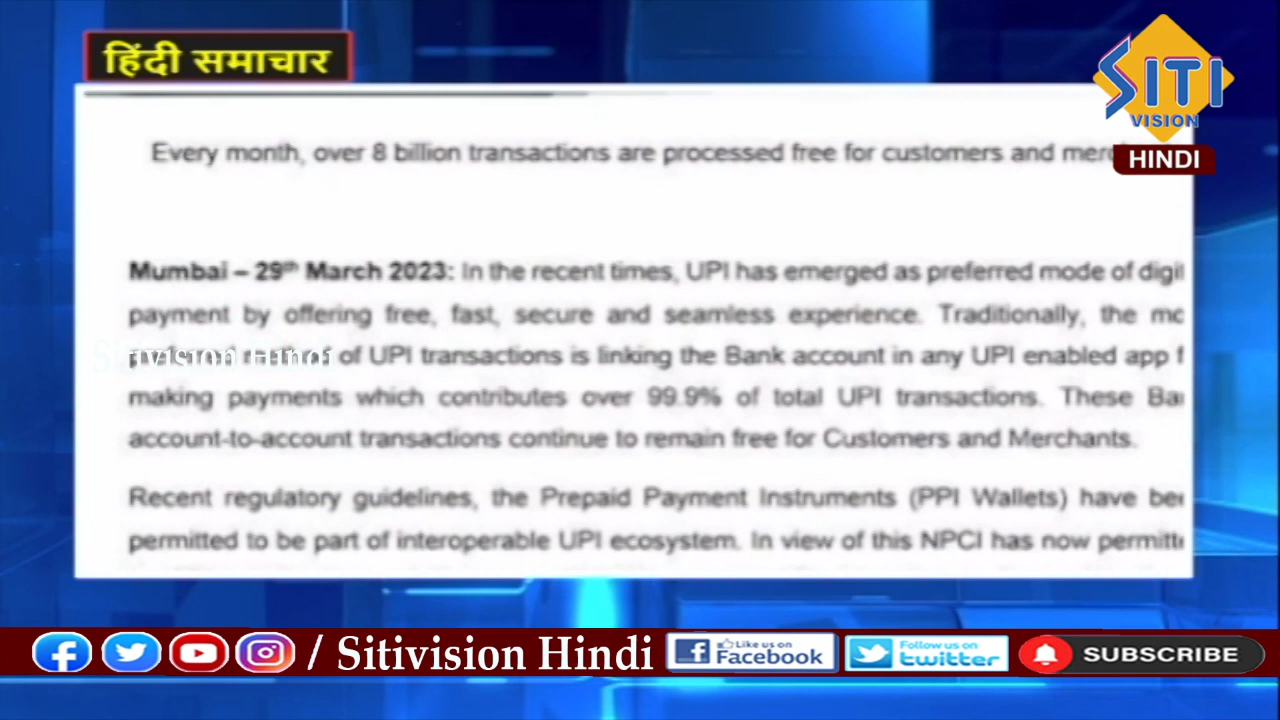 हिंदी समाचार
SITI
VISION
HINDI
Every month, over 8 billion transactions are processed free for customers and
Mumbai – 29th March 2023: In the recent times, UPI has emerged as preferred mode of
payment by offering free, fast, secure and seamless experience. Traditionally, the
Sitivision Hindi
of UPI transactions is linking the Bank account in any UPI enabled app
making payments which contributes over 99.9% of total UPI transactions. These
account-to-account transactions continue to remain free for Customers and Merchants.
Recent regulatory guidelines, the Prepaid Payment Instruments (PPI Wallets) have
permitted to be part of interoperable UPI ecosystem. In view of this NPCI has now
/ Sitivision Hindi
Like us on
Facebook
Follow us on
twitter
SUBSCRIBE